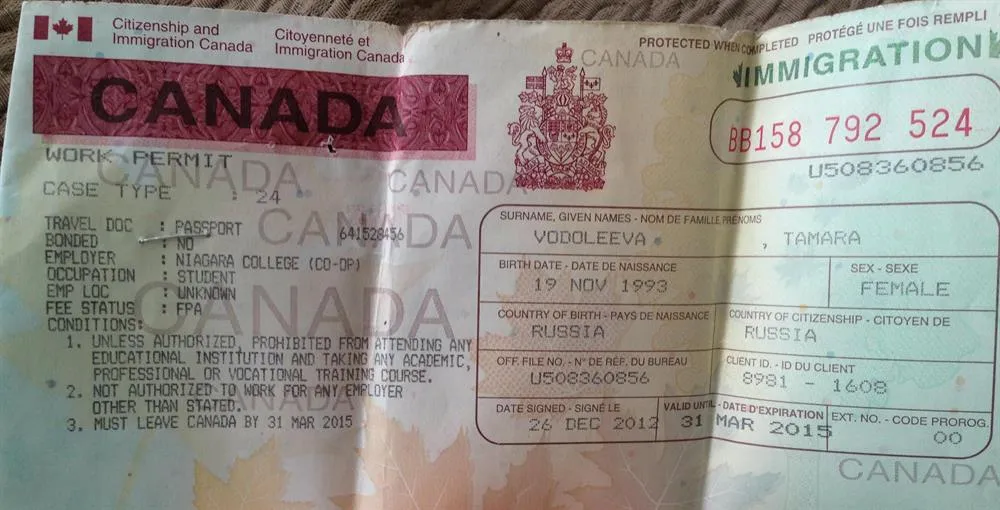 Citizenship and Immigration Canada
Citoyenneté et Immigration Canada
CANADA
WORK PERMIT
CASE TYPE : 24
TRAVEL DOC : PASSPORT 641528456
BONDED : NO
EMPLOYER : NIAGARA COLLEGE (CO-OP)
OCCUPATION : STUDENT
EMP LOC : UNKNOWN
FEE STATUS : FPA
CONDITIONS:
1. UNLESS AUTHORIZED, PROHIBITED FROM ATTENDING ANY
EDUCATIONAL INSTITUTION AND TAKING ANY ACADEMIC,
PROFESSIONAL OR VOCATIONAL TRAINING COURSE.
2. NOT AUTHORIZED TO WORK FOR ANY EMPLOYER
OTHER THAN STATED.
3. MUST LEAVE CANADA BY 31 MAR 2015
CANADA
CANADA
CANADA
CANADA
CANADA
CANADA
PROTECTED WHEN COMPLETED PROTÉGÉ UNE FOIS REMPLI
IMMIGRATION
BB158 792 524
U508360856
SURNAME, GIVEN NAMES - NOM DE FAMILLE, PRÉNOMS
VODOLEEVA , TAMARA
BIRTH DATE - DATE DE NAISSANCE
19 NOV 1993
SEX - SEXE
FEMALE
COUNTRY OF BIRTH - PAYS DE NAISSANCE
RUSSIA
COUNTRY OF CITIZENSHIP - CITOYEN DE
RUSSIA
OFF. FILE NO. - N° DE RÉF. DU BUREAU
U508360856
CLIENT ID - ID DU CLIENT
8981 - 1608
DATE SIGNED - SIGNÉ LE
26 DEC 2012
VALID UNTIL - DATE D'EXPIRATION
31 MAR 2015
EXT. NO. - CODE PROROG.
00
CANADA